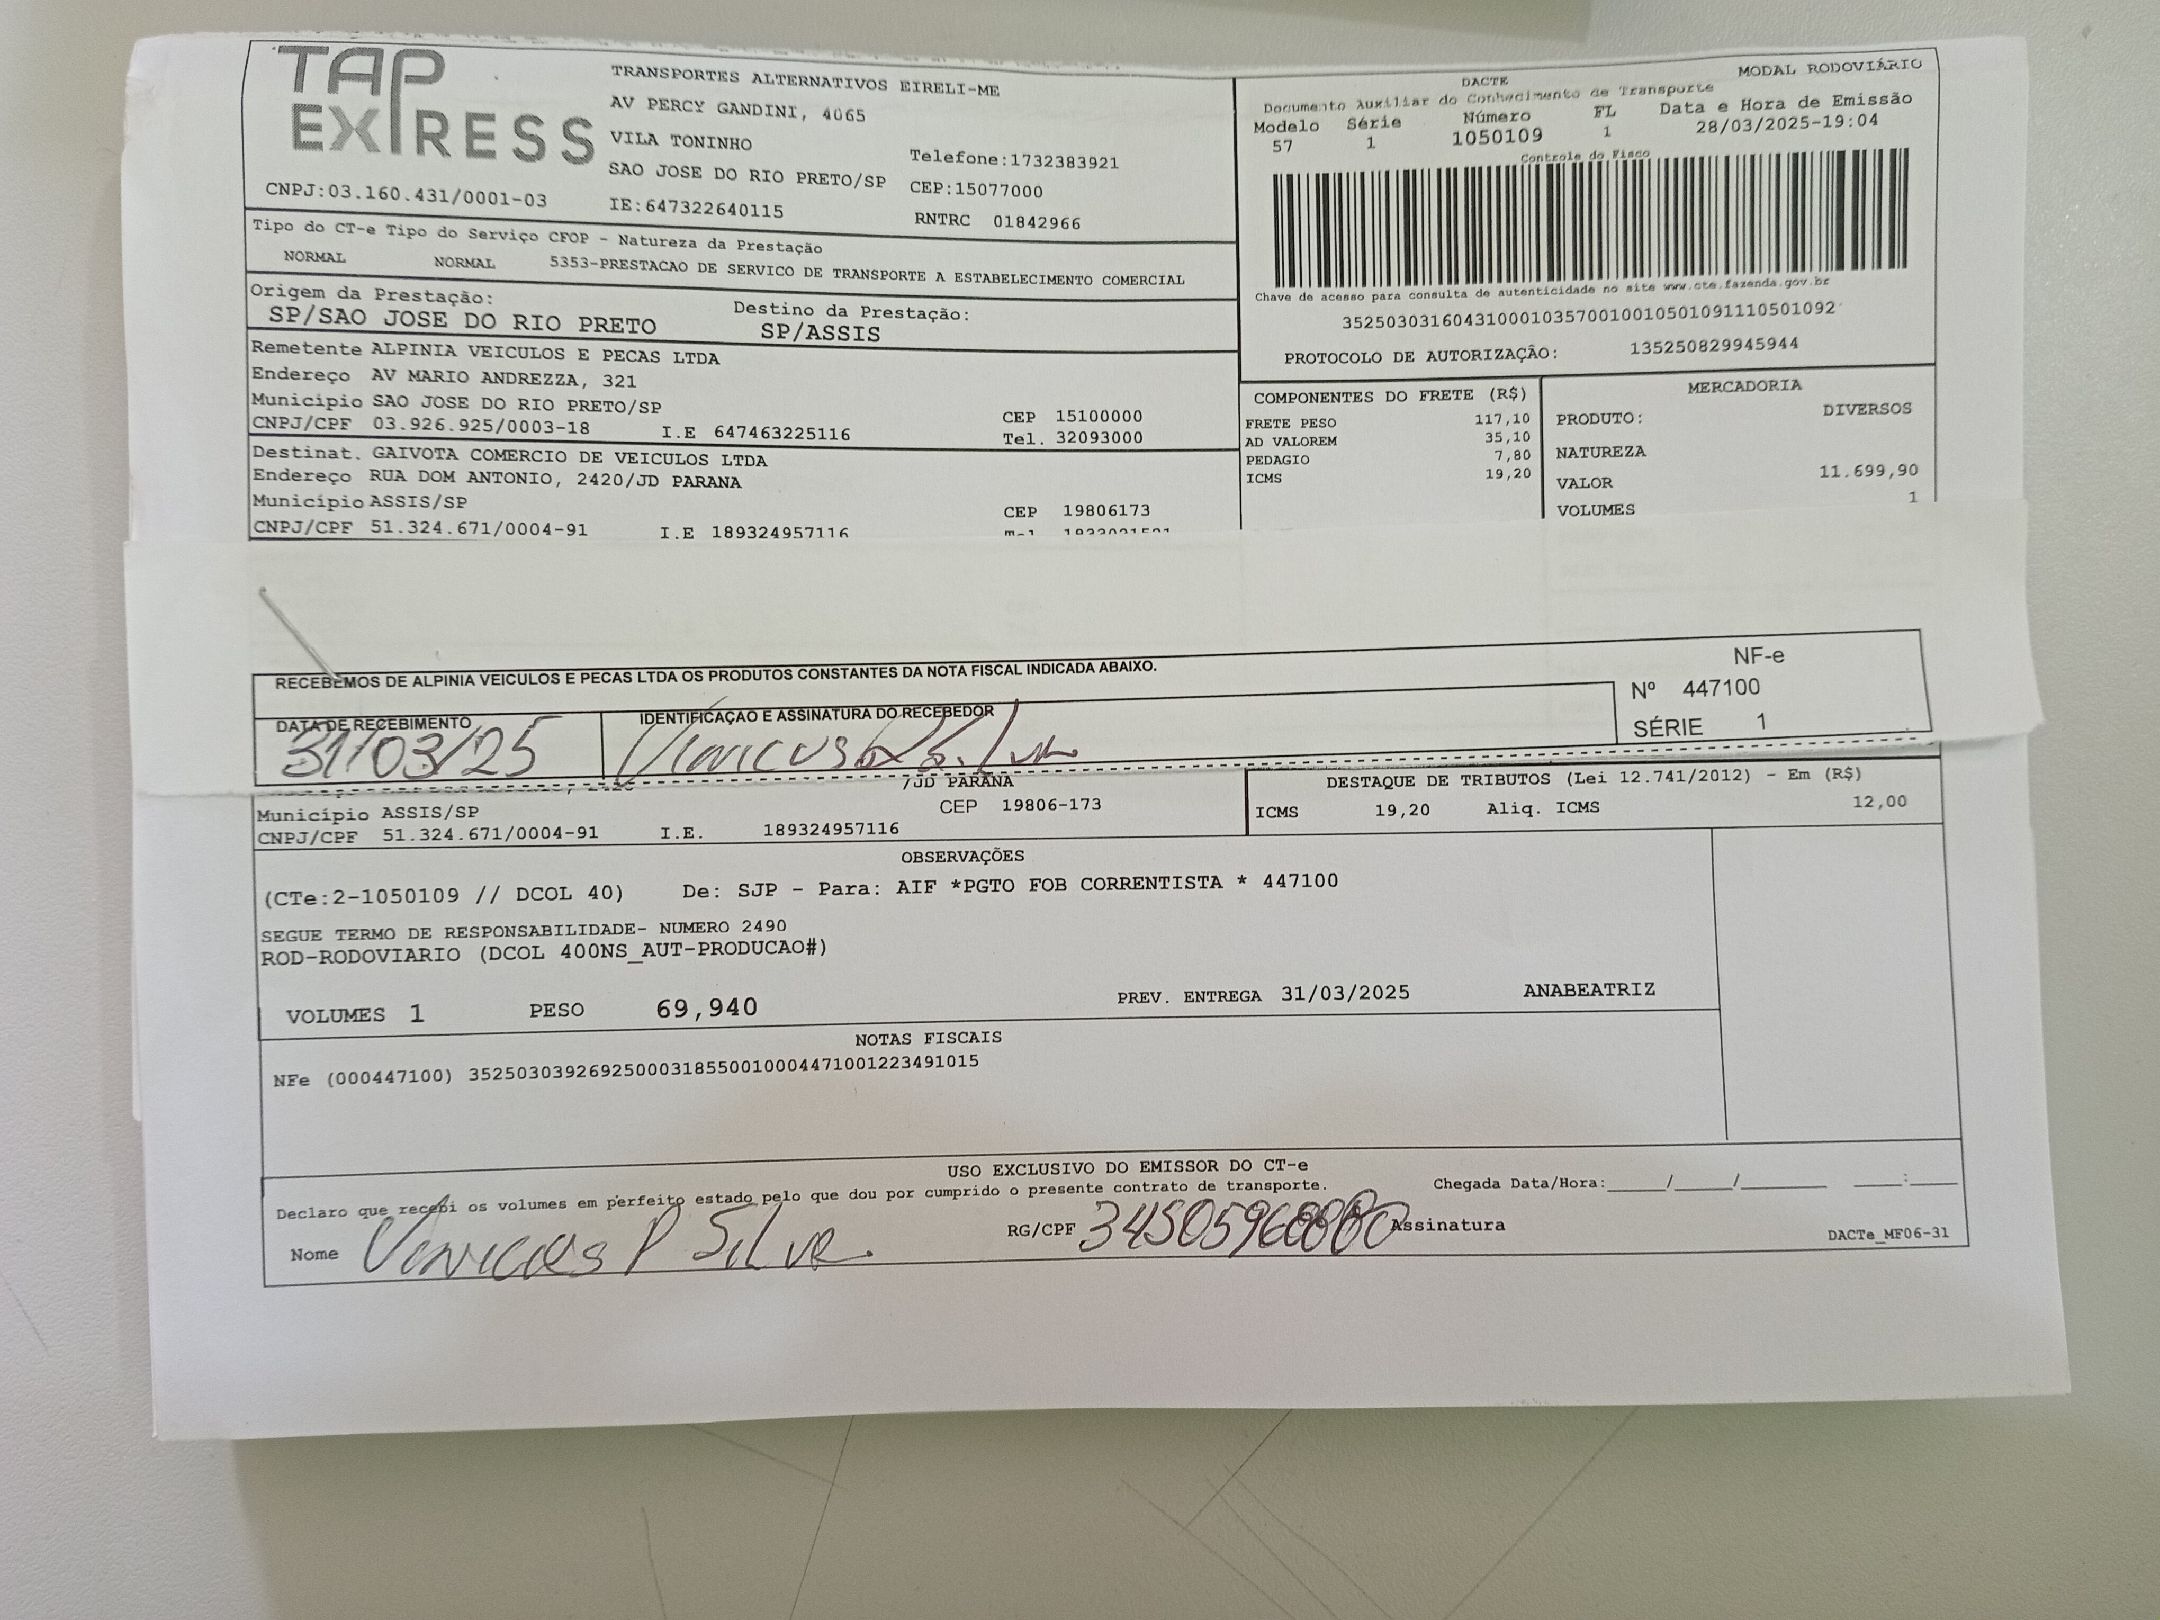 TAP EXPRESS
TRANSPORTES ALTERNATIVOS EIRELI-ME
AV PERCY GANDINI, 4065
VILA TONINHO
SAO JOSE DO RIO PRETO/SP
Telefone:1732383921
CEP:15077000
CNPJ:03.160.431/0001-03
IE:647322640115
RNTRC 01842966
DACTE
MODAL RODOVIÁRIO
Documento Auxiliar do Conhecimento de Transporte
Modelo Série Número FL Data e Hora de Emissão
57 1 1050109 1 28/03/2025-19:04
Controle do Fisco
Chave de acesso para consulta de autenticidade no site www.cte.fazenda.gov.br
35250303160431000103570010010501091110501092
PROTOCOLO DE AUTORIZAÇÃO: 135250829945944
Tipo do CT-e Tipo do Serviço CFOP - Natureza da Prestação
NORMAL NORMAL 5353-PRESTACAO DE SERVICO DE TRANSPORTE A ESTABELECIMENTO COMERCIAL
Origem da Prestação: Destino da Prestação:
SP/SAO JOSE DO RIO PRETO SP/ASSIS
Remetente ALPINIA VEICULOS E PECAS LTDA
Endereço AV MARIO ANDREZZA, 321
Município SAO JOSE DO RIO PRETO/SP CEP 15100000
CNPJ/CPF 03.926.925/0003-18 I.E 647463225116 Tel. 32093000
Destinat. GAIVOTA COMERCIO DE VEICULOS LTDA
Endereço RUA DOM ANTONIO, 2420/JD PARANA
Município ASSIS/SP CEP 19806173
CNPJ/CPF 51.324.671/0004-91 I.E 189324957116
COMPONENTES DO FRETE (R$)
FRETE PESO 117,10
AD VALOREM 35,10
PEDAGIO 7,80
ICMS 19,20
MERCADORIA
PRODUTO: DIVERSOS
NATUREZA
VALOR 11.699,90
VOLUMES 1
RECEBEMOS DE ALPINIA VEICULOS E PECAS LTDA OS PRODUTOS CONSTANTES DA NOTA FISCAL INDICADA ABAIXO.
NF-e
Nº 447100
SÉRIE 1
DATA DE RECEBIMENTO IDENTIFICAÇAO E ASSINATURA DO RECEBEDOR
31/03/25
/JD PARANA
Município ASSIS/SP CEP 19806-173
CNPJ/CPF 51.324.671/0004-91 I.E. 189324957116
DESTAQUE DE TRIBUTOS (Lei 12.741/2012) - Em (R$)
ICMS 19,20 Aliq. ICMS 12,00
OBSERVAÇÕES
(CTe:2-1050109 // DCOL 40) De: SJP - Para: AIF *PGTO FOB CORRENTISTA * 447100
SEGUE TERMO DE RESPONSABILIDADE- NUMERO 2490
ROD-RODOVIARIO (DCOL 400NS_AUT-PRODUCAO#)
VOLUMES 1 PESO 69,940 PREV. ENTREGA 31/03/2025 ANABEATRIZ
NOTAS FISCAIS
NFe (000447100) 35250303926925000318550010004471001223491015
USO EXCLUSIVO DO EMISSOR DO CT-e
Declaro que recebi os volumes em perfeito estado pelo que dou por cumprido o presente contrato de transporte. Chegada Data/Hora:____/____/______ ___:___
Nome Vinicius P Silva RG/CPF Assinatura
DACTe_MF06-31